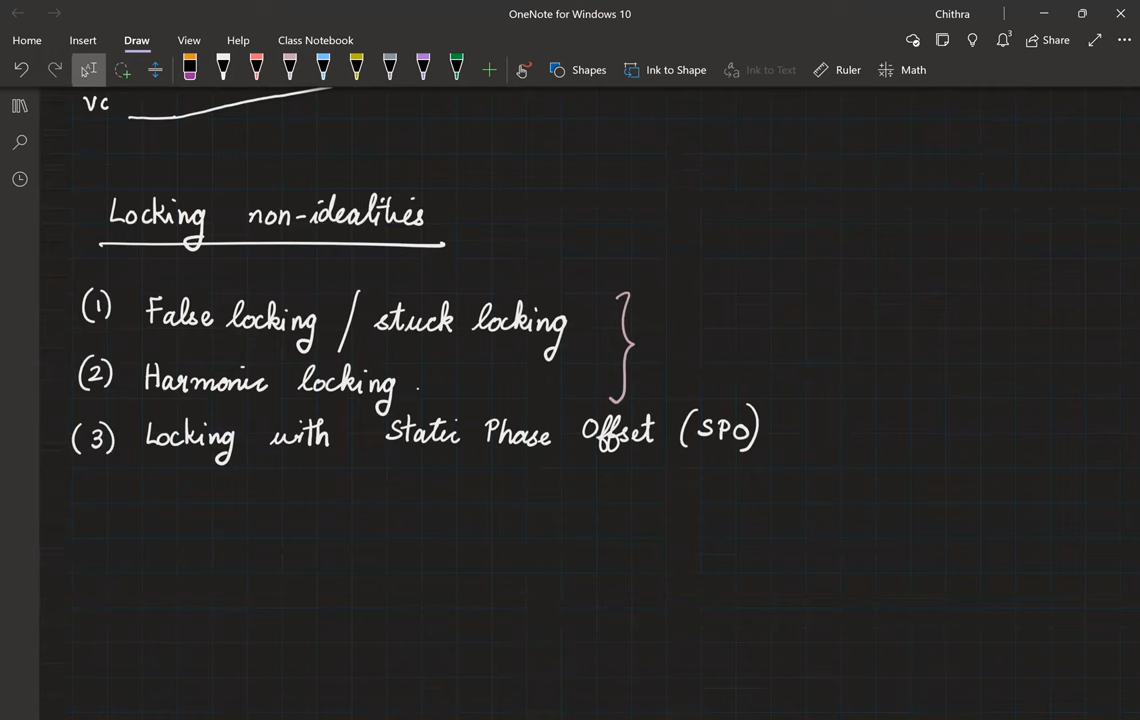 OneNote for Windows 10
Chithra
Home Insert Draw View Help Class Notebook
3
Share
Shapes Ink to Shape Ink to Text Ruler Math
VC
Locking non-idealities
(1) False locking / stuck locking
(2) Harmonic locking.
(3) Locking with Static Phase Offset (SPO)